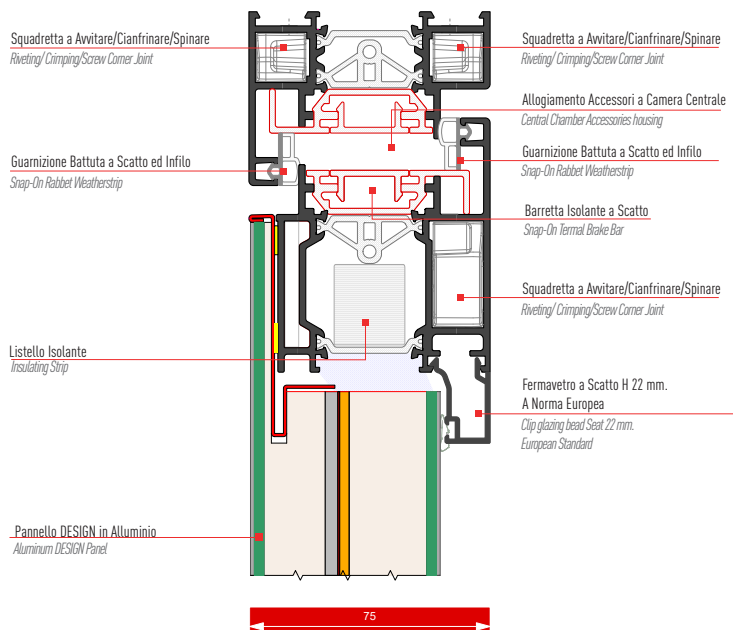 Squadretta a Avvitare/Cianfrinare/Spinare
Riveting/ Crimping/Screw Corner Joint
Guarnizione Battuta a Scatto ed Infilo
Snap-On Rabbet Weatherstrip
Listello Isolante
Insulating Strip
Pannello DESIGN in Alluminio
Aluminum DESIGN Panel
Squadretta a Avvitare/Cianfrinare/Spinare
Riveting/ Crimping/Screw Corner Joint
Allogiamento Accessori a Camera Centrale
Central Chamber Accessories housing
Guarnizione Battuta a Scatto ed Infilo
Snap-On Rabbet Weatherstrip
Barretta Isolante a Scatto
Snap-On Termal Brake Bar
Squadretta a Avvitare/Cianfrinare/Spinare
Riveting/ Crimping/Screw Corner Joint
Fermavetro a Scatto H 22 mm.
A Norma Europea
Clip glazing bead Seat 22 mm.
European Standard
75